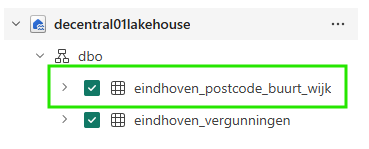 decentral01lakehouse
dbo
eindhoven_postcode_buurt_wijk
eindhoven_vergunningen